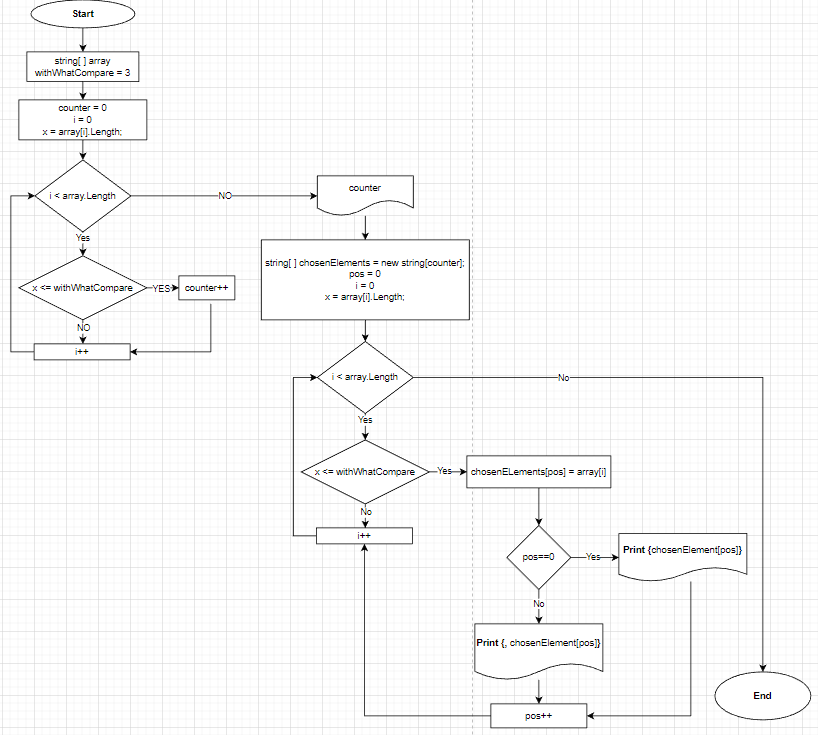 Start
string[ ] array
withWhatCompare = 3
counter = 0
i = 0
x = array[i].Length;
i < array.Length
NO
counter
Yes
x <= withWhatCompare
YES
counter++
NO
i++
string[ ] chosenElements = new string[counter];
pos = 0
i = 0
x = array[i].Length;
i < array.Length
No
Yes
x <= withWhatCompare
Yes
chosenELements[pos] = array[i]
No
i++
pos==0
Yes
Print {chosenElement[pos]}
No
Print {, chosenElement[pos]}
pos++
End